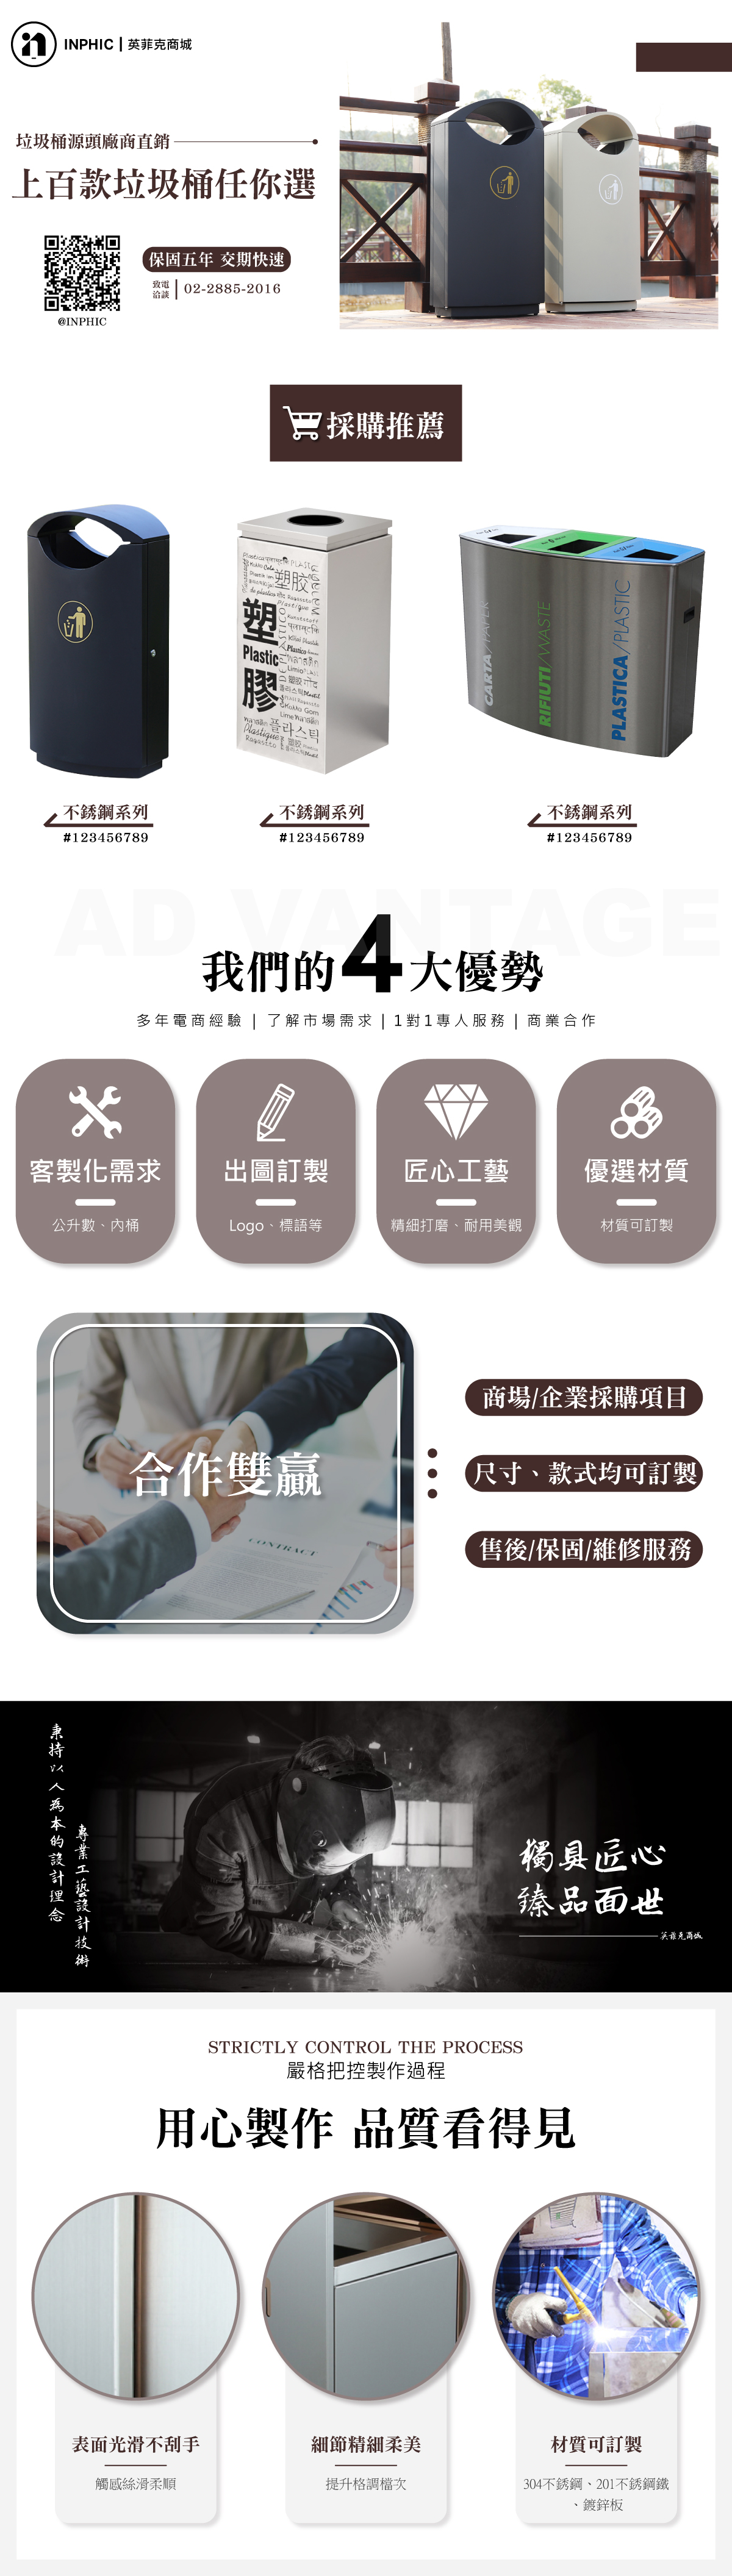 INPHIC | 英菲克商城
垃圾桶源頭廠商直銷
上百款垃圾桶任你選
保固五年 交期快速
致電洽談 | 02-2885-2016
@INPHIC
採購推薦
塑膠
Plastic
塑胶
플라스틱
Plastique
CARTA/PAPER
RIFIUTI/WASTE
PLASTICA/PLASTIC
不銹鋼系列
#123456789
不銹鋼系列
#123456789
不銹鋼系列
#123456789
AD VANTAGE
我們的4大優勢
多年電商經驗 | 了解市場需求 | 1對1專人服務 | 商業合作
客製化需求
公升數、內桶
出圖訂製
Logo、標語等
匠心工藝
精細打磨、耐用美觀
優選材質
材質可訂製
合作雙贏
CONTRACT
商場/企業採購項目
尺寸、款式均可訂製
售後/保固/維修服務
秉持以人為本的設計理念
專業工藝設計技術
獨具匠心
臻品面世
英菲克商城
STRICTLY CONTROL THE PROCESS
嚴格把控製作過程
用心製作 品質看得見
表面光滑不刮手
觸感絲滑柔順
細節精細柔美
提升格調檔次
材質可訂製
304不銹鋼、201不銹鋼鐵
、鍍鋅板